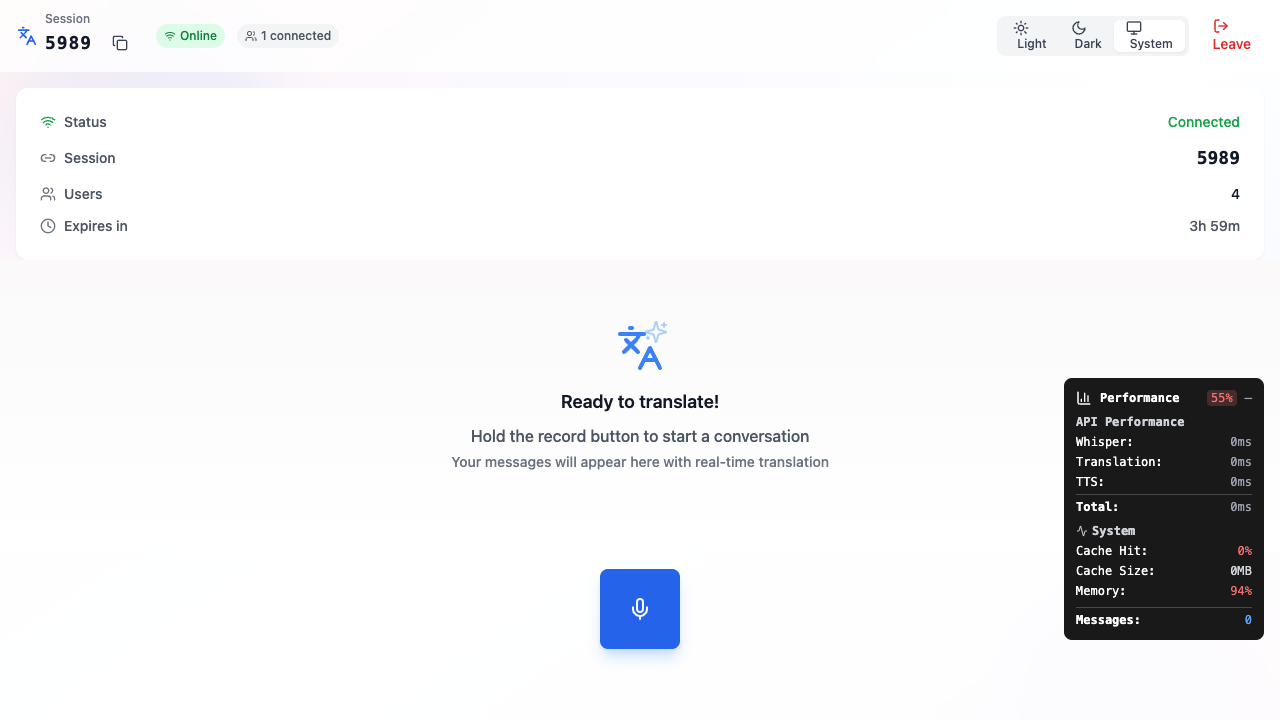 Session
5989
Online
1 connected
Light
Dark
System
Leave
Status
Connected
Session
5989
Users
4
Expires in
3h 59m
Ready to translate!
Hold the record button to start a conversation
Your messages will appear here with real-time translation
Performance 55% −
API Performance
Whisper: 0ms
Translation: 0ms
TTS: 0ms
Total: 0ms
System
Cache Hit: 0%
Cache Size: 0MB
Memory: 94%
Messages: 0